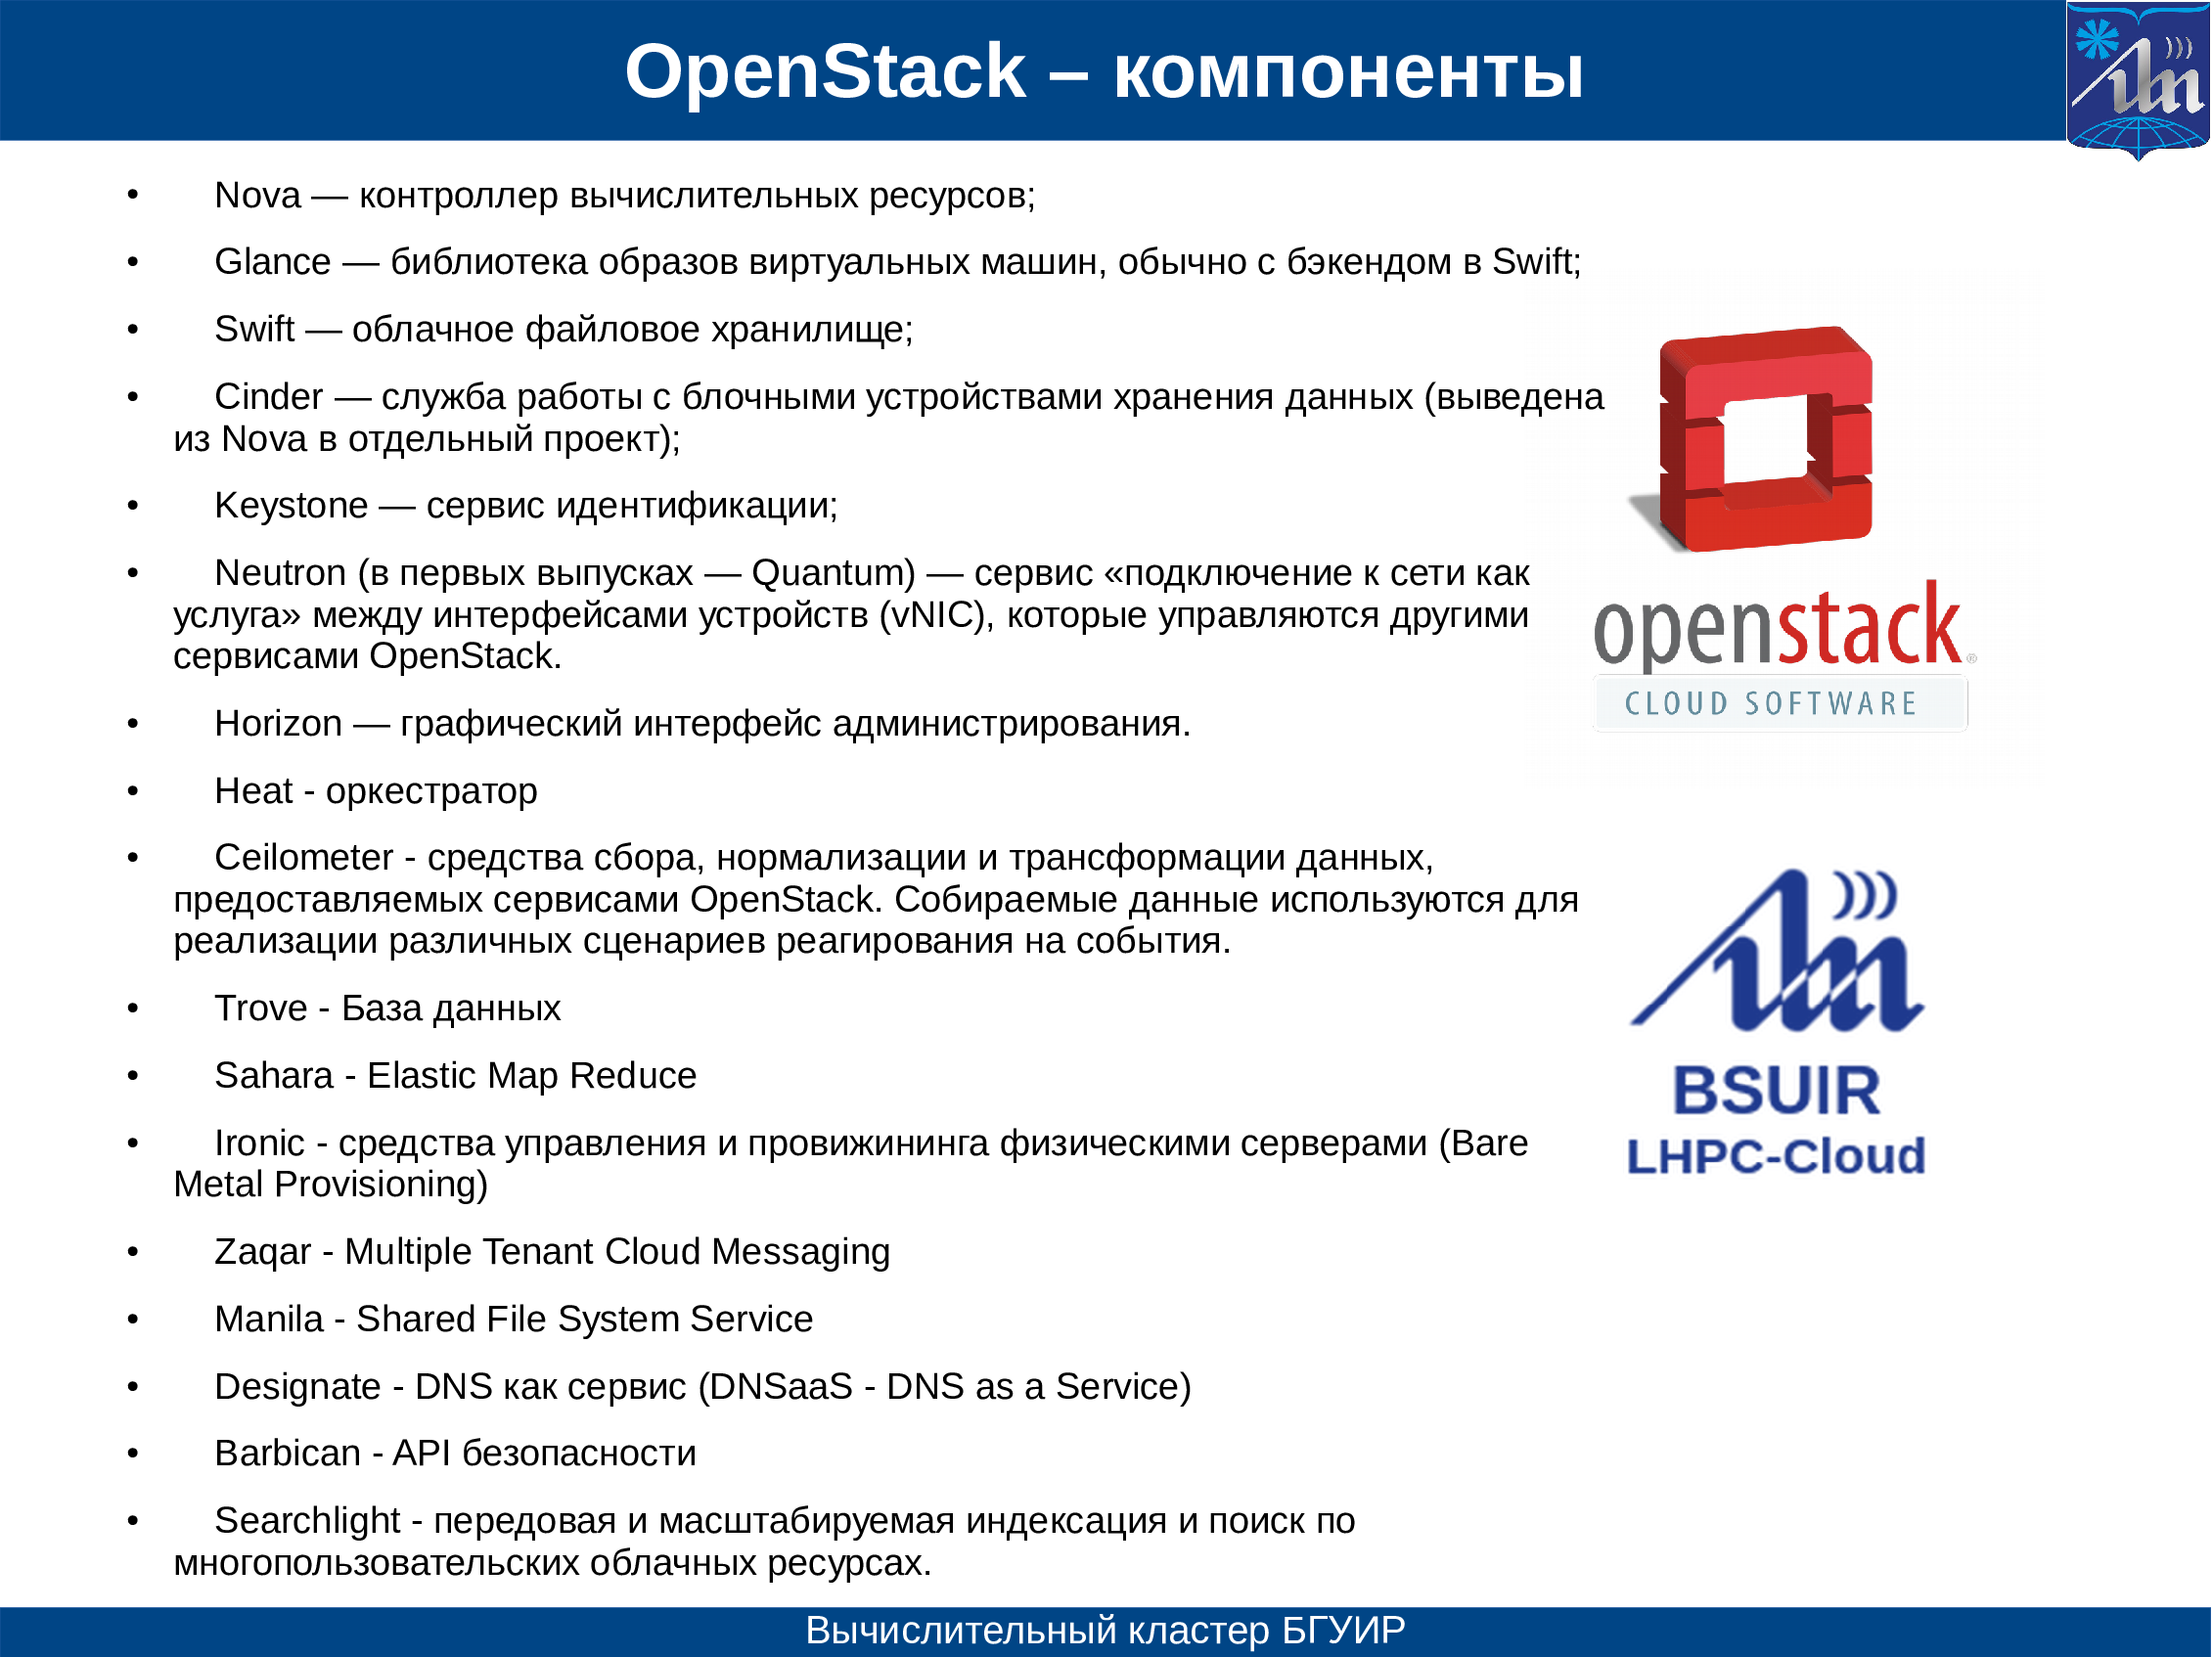 OpenStack – компоненты
• Nova — контроллер вычислительных ресурсов;
• Glance — библиотека образов виртуальных машин, обычно с бэкендом в Swift;
• Swift — облачное файловое хранилище;
• Cinder — служба работы с блочными устройствами хранения данных (выведена
из Nova в отдельный проект);
• Keystone — сервис идентификации;
• Neutron (в первых выпусках — Quantum) — сервис «подключение к сети как
услуга» между интерфейсами устройств (vNIC), которые управляются другими
сервисами OpenStack.
• Horizon — графический интерфейс администрирования.
• Heat - оркестратор
• Ceilometer - средства сбора, нормализации и трансформации данных,
предоставляемых сервисами OpenStack. Собираемые данные используются для
реализации различных сценариев реагирования на события.
• Trove - База данных
• Sahara - Elastic Map Reduce
• Ironic - средства управления и провижининга физическими серверами (Bare
Metal Provisioning)
• Zaqar - Multiple Tenant Cloud Messaging
• Manila - Shared File System Service
• Designate - DNS как сервис (DNSaaS - DNS as a Service)
• Barbican - API безопасности
• Searchlight - передовая и масштабируемая индексация и поиск по
многопользовательских облачных ресурсах.
openstack®
CLOUD SOFTWARE
BSUIR
LHPC-Cloud
Вычислительный кластер БГУИР